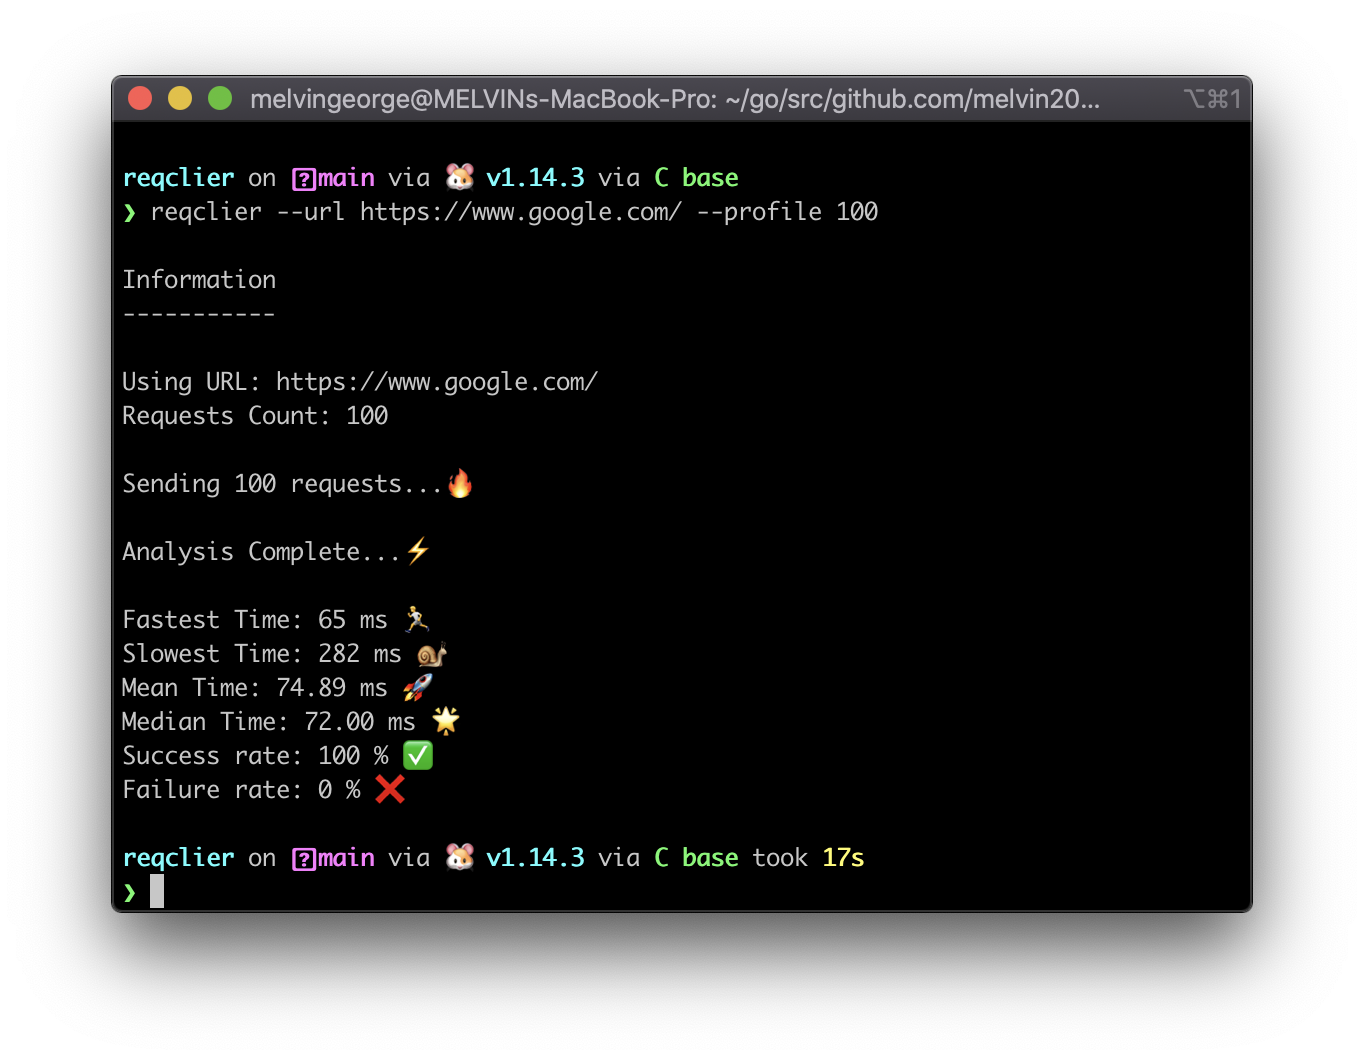 melvingeorge@MELVINs-MacBook-Pro: ~/go/src/github.com/melvin20... ⌥⌘1
reqclier on ?main via 🐹 v1.14.3 via C base
❯ reqclier --url https://www.google.com/ --profile 100
Information
-----------
Using URL: https://www.google.com/
Requests Count: 100
Sending 100 requests...🔥
Analysis Complete...⚡
Fastest Time: 65 ms 🏃
Slowest Time: 282 ms 🐌
Mean Time: 74.89 ms 🚀
Median Time: 72.00 ms 🌟
Success rate: 100 % ✅
Failure rate: 0 % ❌
reqclier on ?main via 🐹 v1.14.3 via C base took 17s
❯